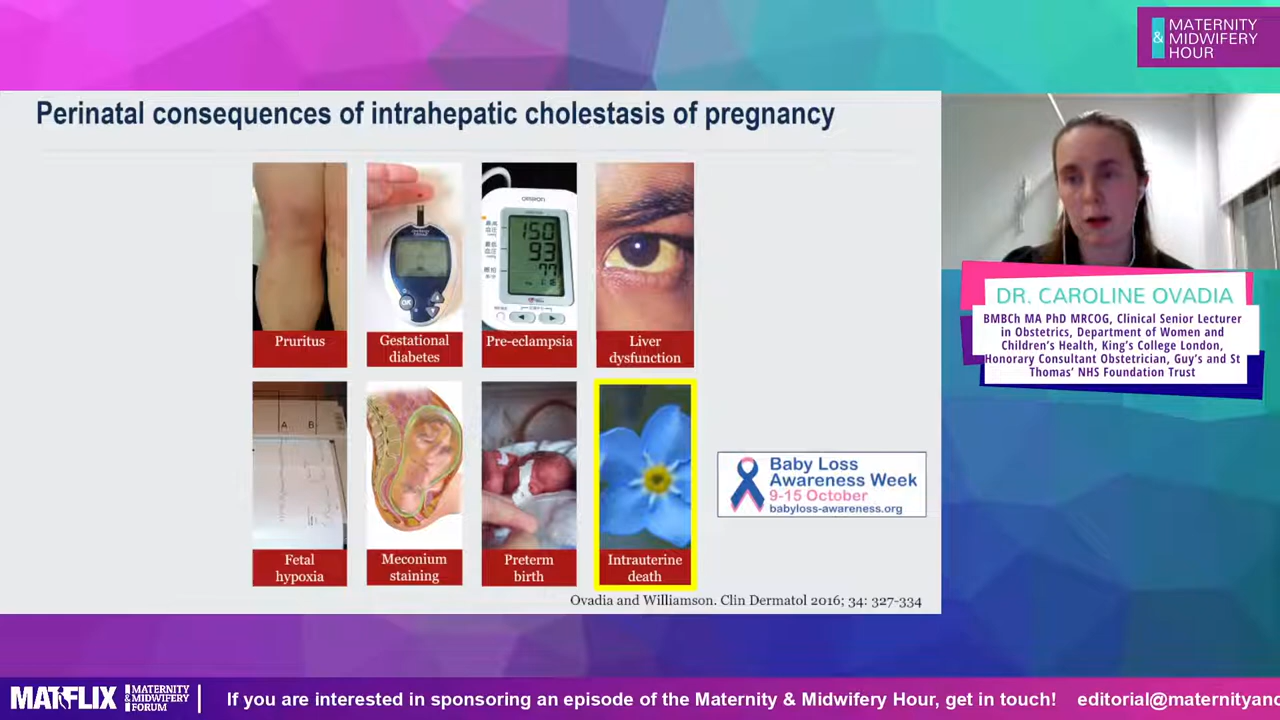 MATERNITY
& MIDWIFERY
HOUR
Perinatal consequences of intrahepatic cholestasis of pregnancy
OMRON
150
93
77
OK
Pruritus
Gestational
diabetes
Pre-eclampsia
Liver
dysfunction
A B
Fetal
hypoxia
Meconium
staining
Preterm
birth
Intrauterine
death
Baby Loss
Awareness Week
9-15 October
babyloss-awareness.org
Ovadia and Williamson. Clin Dermatol 2016; 34: 327-334
DR. CAROLINE OVADIA
BMBCh MA PhD MRCOG, Clinical Senior Lecturer
in Obstetrics, Department of Women and
Children's Health, King's College London,
Honorary Consultant Obstetrician, Guy's and St
Thomas' NHS Foundation Trust
MATFLIX
MATERNITY
& MIDWIFERY
FORUM
If you are interested in sponsoring an episode of the Maternity & Midwifery Hour, get in touch! editorial@maternityand